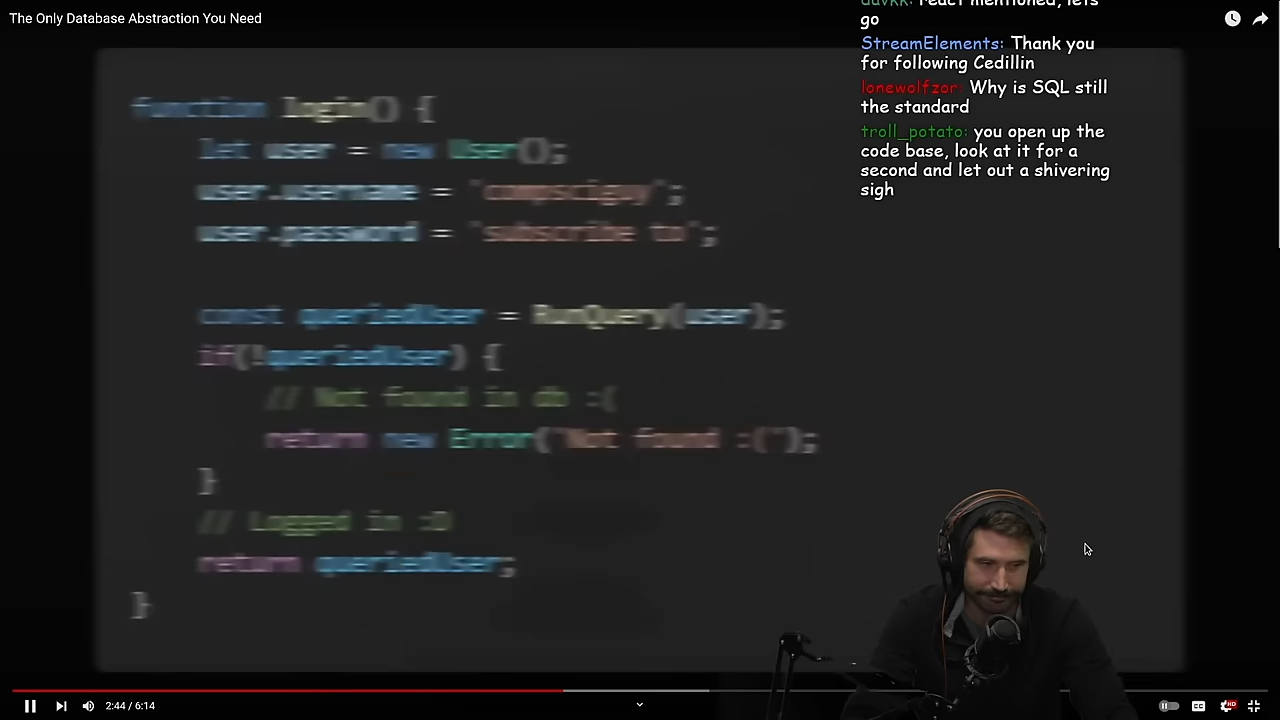 The Only Database Abstraction You Need
davkk: react mentioned, lets
go
StreamElements: Thank you
for following Cedillin
lonewolfzor: Why is SQL still
the standard
troll_potato: you open up the
code base, look at it for a
second and let out a shivering
sigh
function login() {
let user = new User();
user.username = `compsciguy`;
user.password = `subscribe to`;
const queriedUser = RunQuery(user);
if(!queriedUser) {
// Not found in db :(
return new Error("Not found :(");
}
// Logged in :D
return queriedUser;
}
2:44 / 6:14
CC
HD